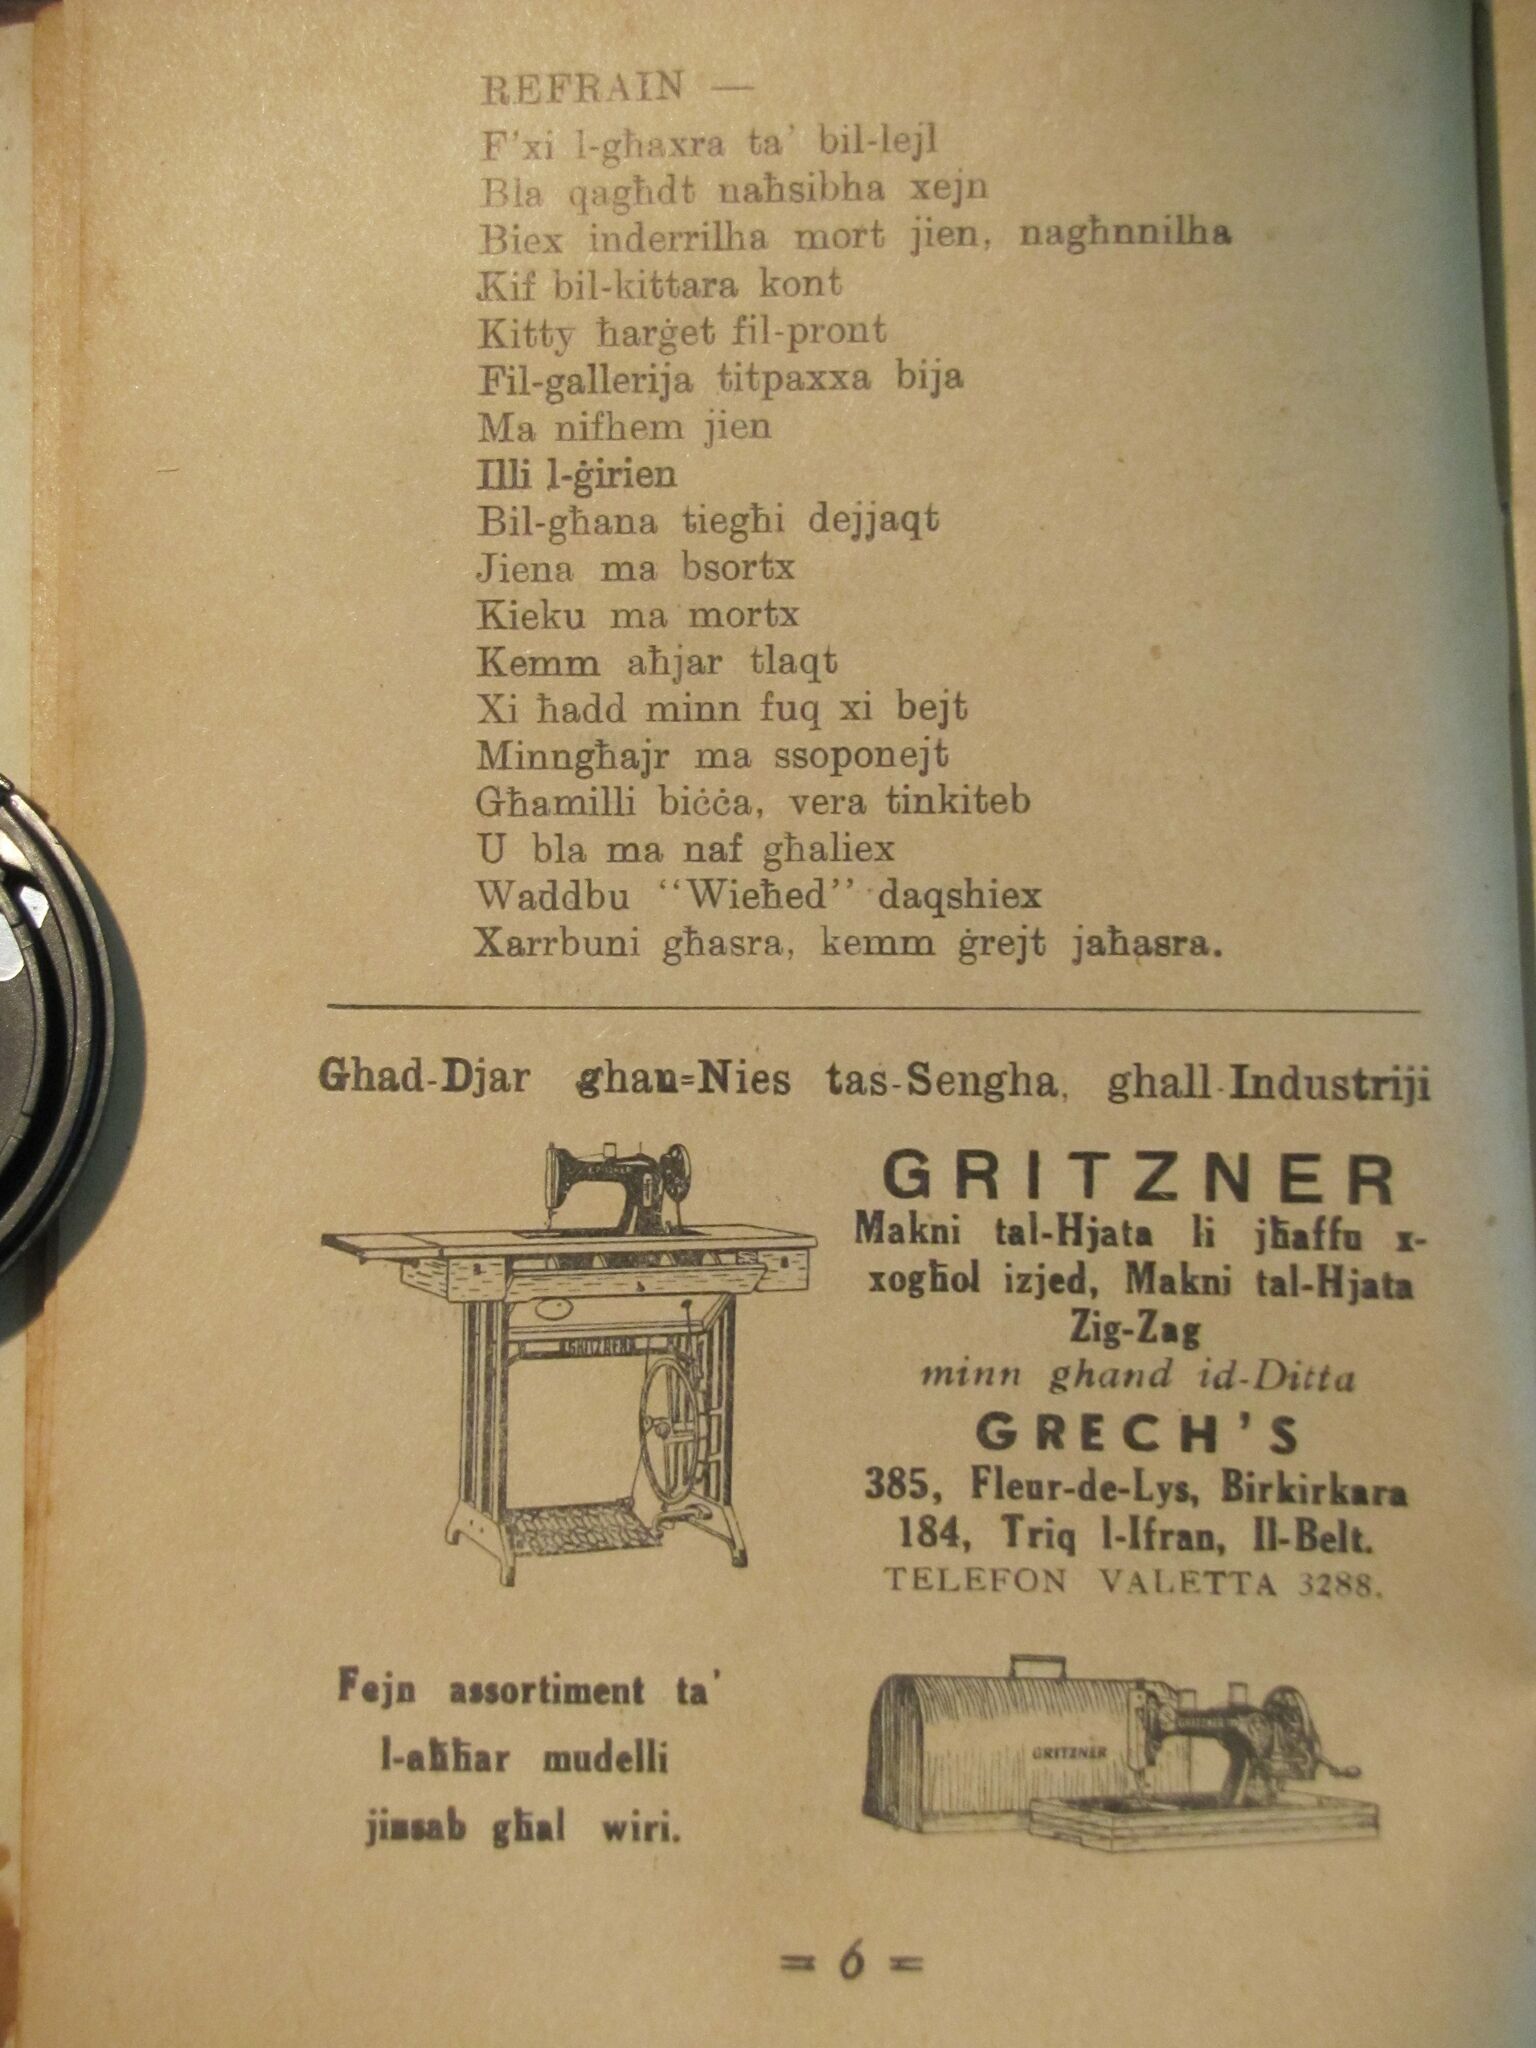 REFRAIN —
F'xi l-għaxra ta' bil-lejl
Bla qagħdt naħsibha xejn
Biex inderrilha mort jien, nagħnnilha
Kif bil-kittara kont
Kitty ħarġet fil-pront
Fil-gallerija titpaxxa bija
Ma nifhem jien
Illi l-ġirien
Bil-għana tiegħi dejjaqt
Jiena ma bsortx
Kieku ma mortx
Kemm aħjar tlaqt
Xi ħadd minn fuq xi bejt
Minngħajr ma ssoponejt
Għamilli biċċa, vera tinkiteb
U bla ma naf għaliex
Waddbu "Wieħed" daqshiex
Xarrbuni għasra, kemm ġrejt jaħasra.
Ghad-Djar ghan=Nies tas-Sengha, ghall-Industriji
GRITZNER
Makni tal-Hjata li jħaffu x-
xogħol izjed, Makni tal-Hjata
Zig-Zag
minn ghand id-Ditta
GRECH'S
385, Fleur-de-Lys, Birkirkara
184, Triq l-Ifran, Il-Belt.
TELEFON VALETTA 3288.
GRITZNER
Fejn assortiment ta'
l-aħħar mudelli
jinsab għal wiri.
GRITZNER
GRITZNER
= 6 =